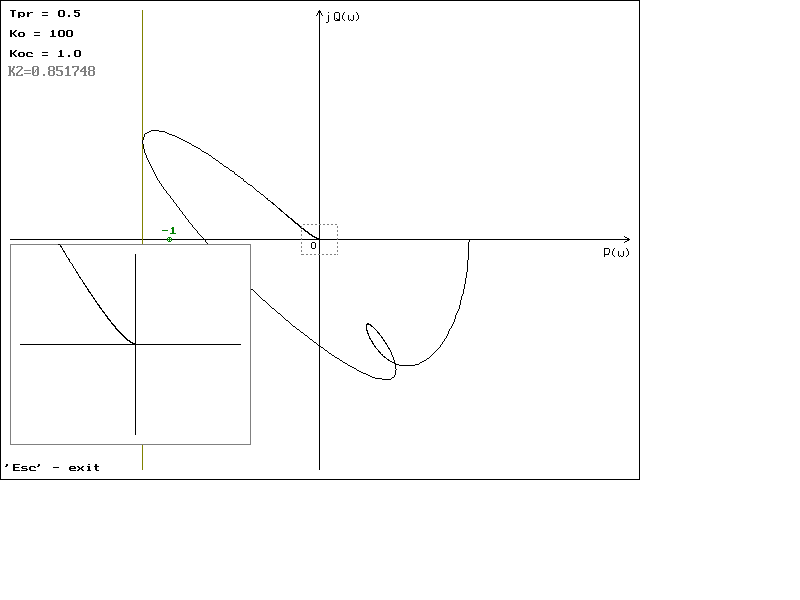 Tpr = 0.5
jQ(ω)
Ko = 100
Koc = 1.0
K2=0.851748
-1
0
P(ω)
'Esc' - exit